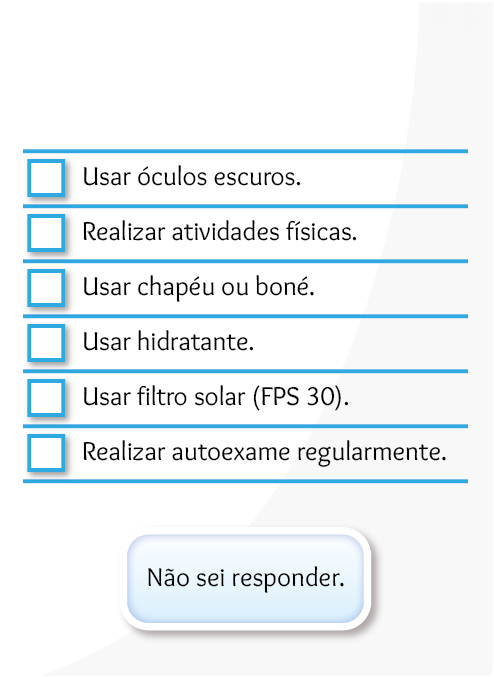 Usar óculos escuros.
Realizar atividades físicas.
Usar chapéu ou boné.
Usar hidratante.
Usar filtro solar (FPS 30).
Realizar autoexame regularmente.
Não sei responder.